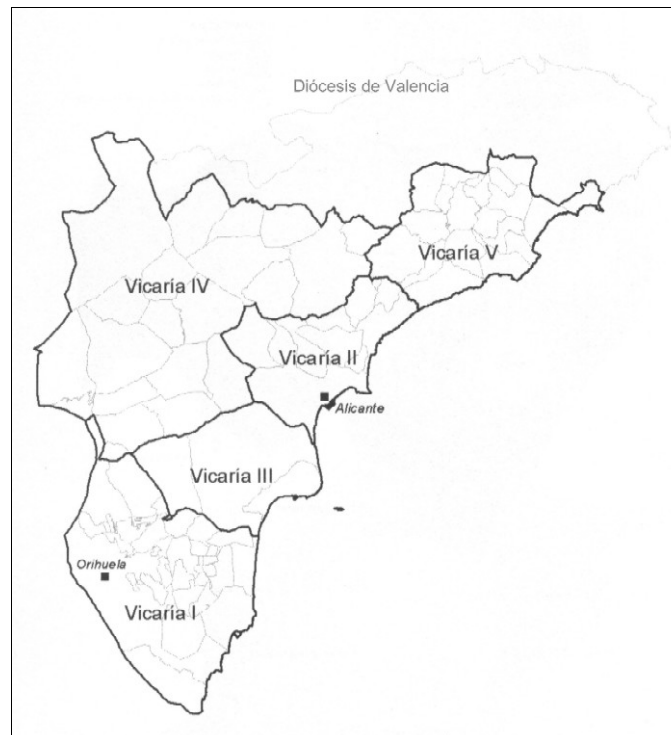 Diócesis de Valencia
Vicaría V
Vicaría IV
Vicaría II
Alicante
Vicaría III
Orihuela
Vicaría I